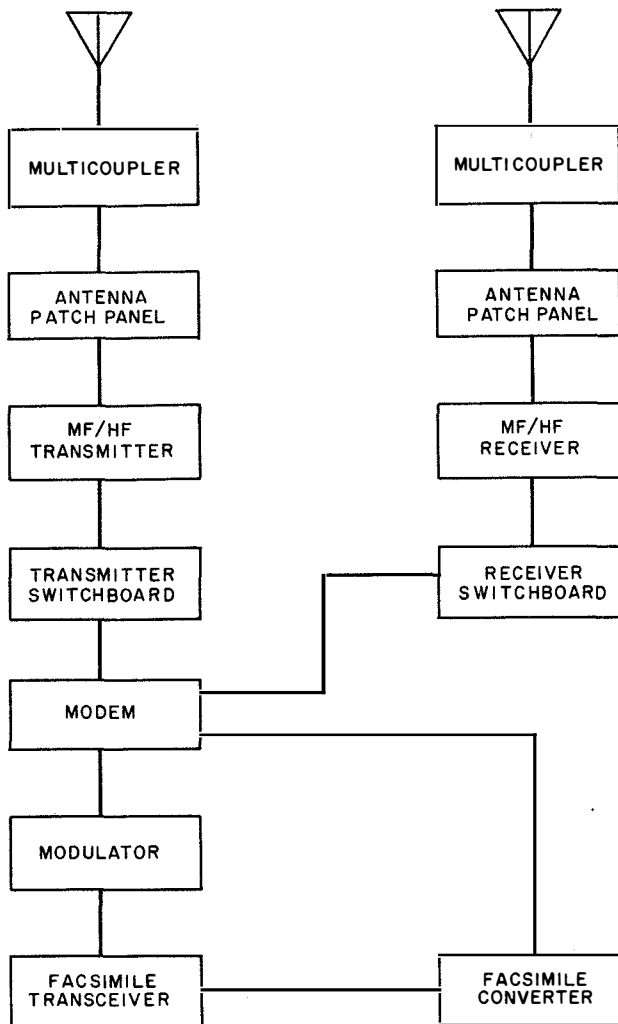 MULTICOUPLER
MULTICOUPLER
ANTENNA
PATCH PANEL
ANTENNA
PATCH PANEL
MF/HF
TRANSMITTER
MF/HF
RECEIVER
TRANSMITTER
SWITCHBOARD
RECEIVER
SWITCHBOARD
MODEM
MODULATOR
FACSIMILE
TRANSCEIVER
FACSIMILE
CONVERTER